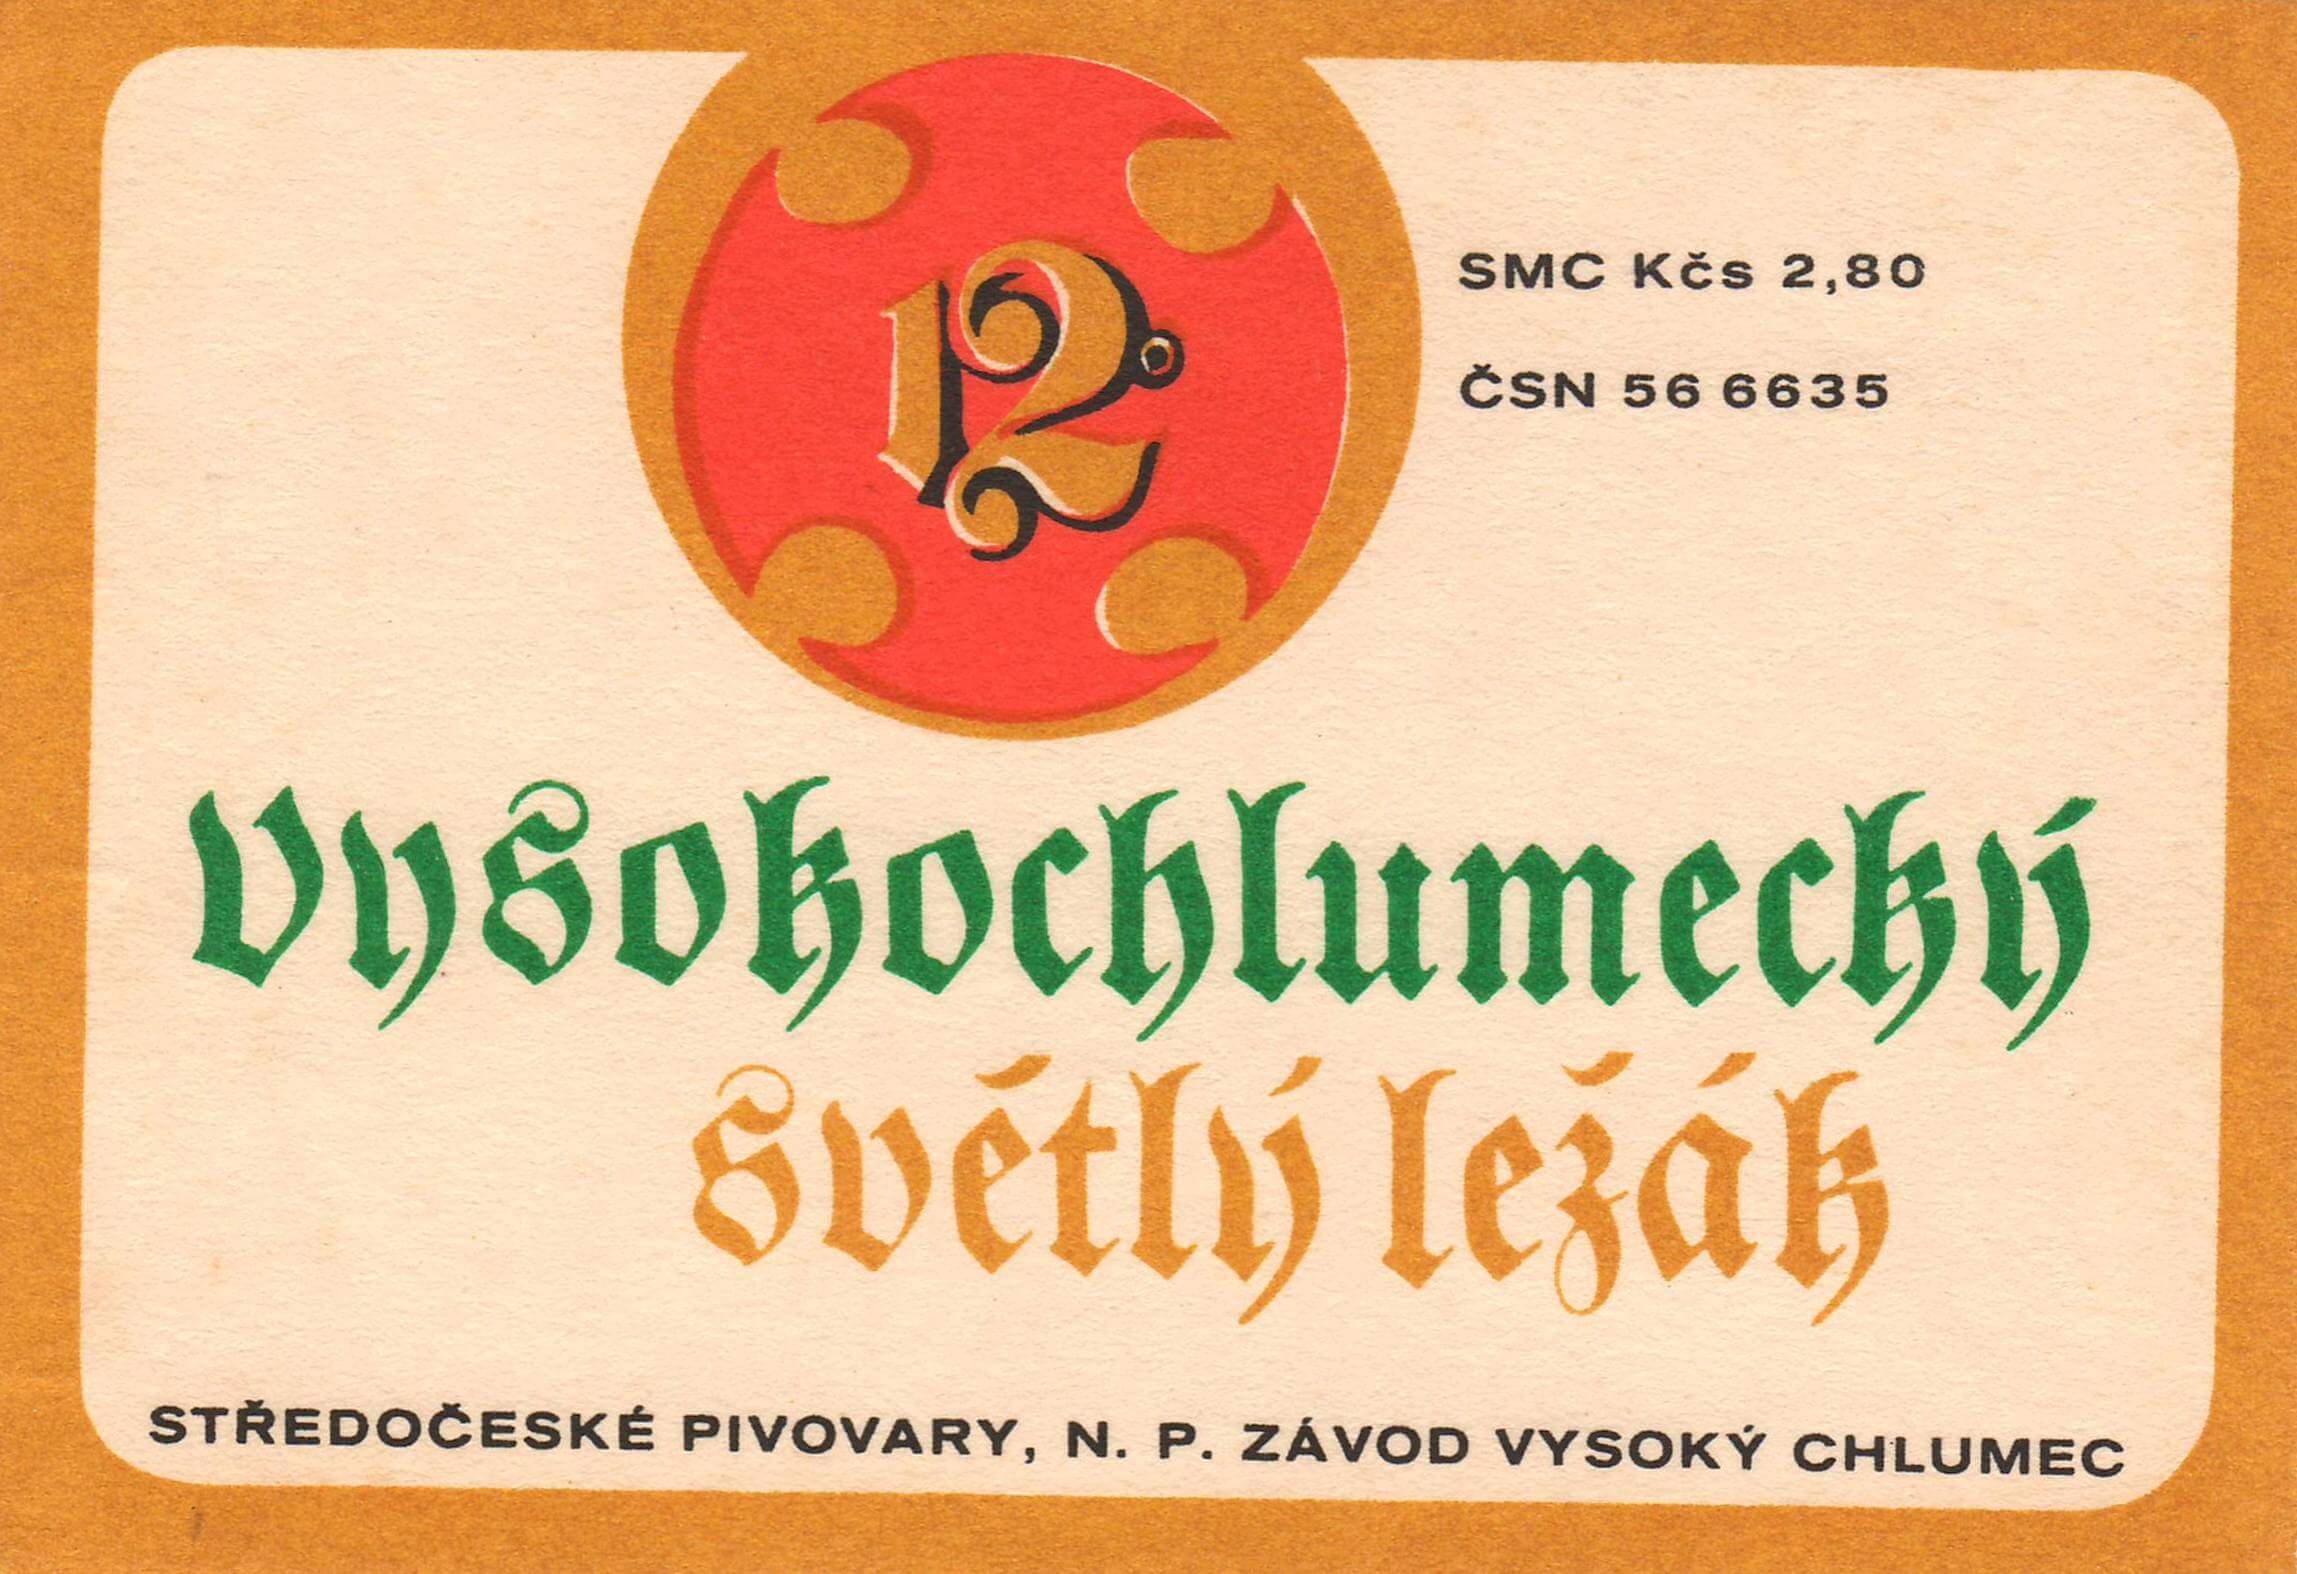 12°
SMC Kčs 2,80
ČSN 56 6635
Vysokochlumecký
světlý ležák
STŘEDOČESKÉ PIVOVARY, N. P. ZÁVOD VYSOKÝ CHLUMEC